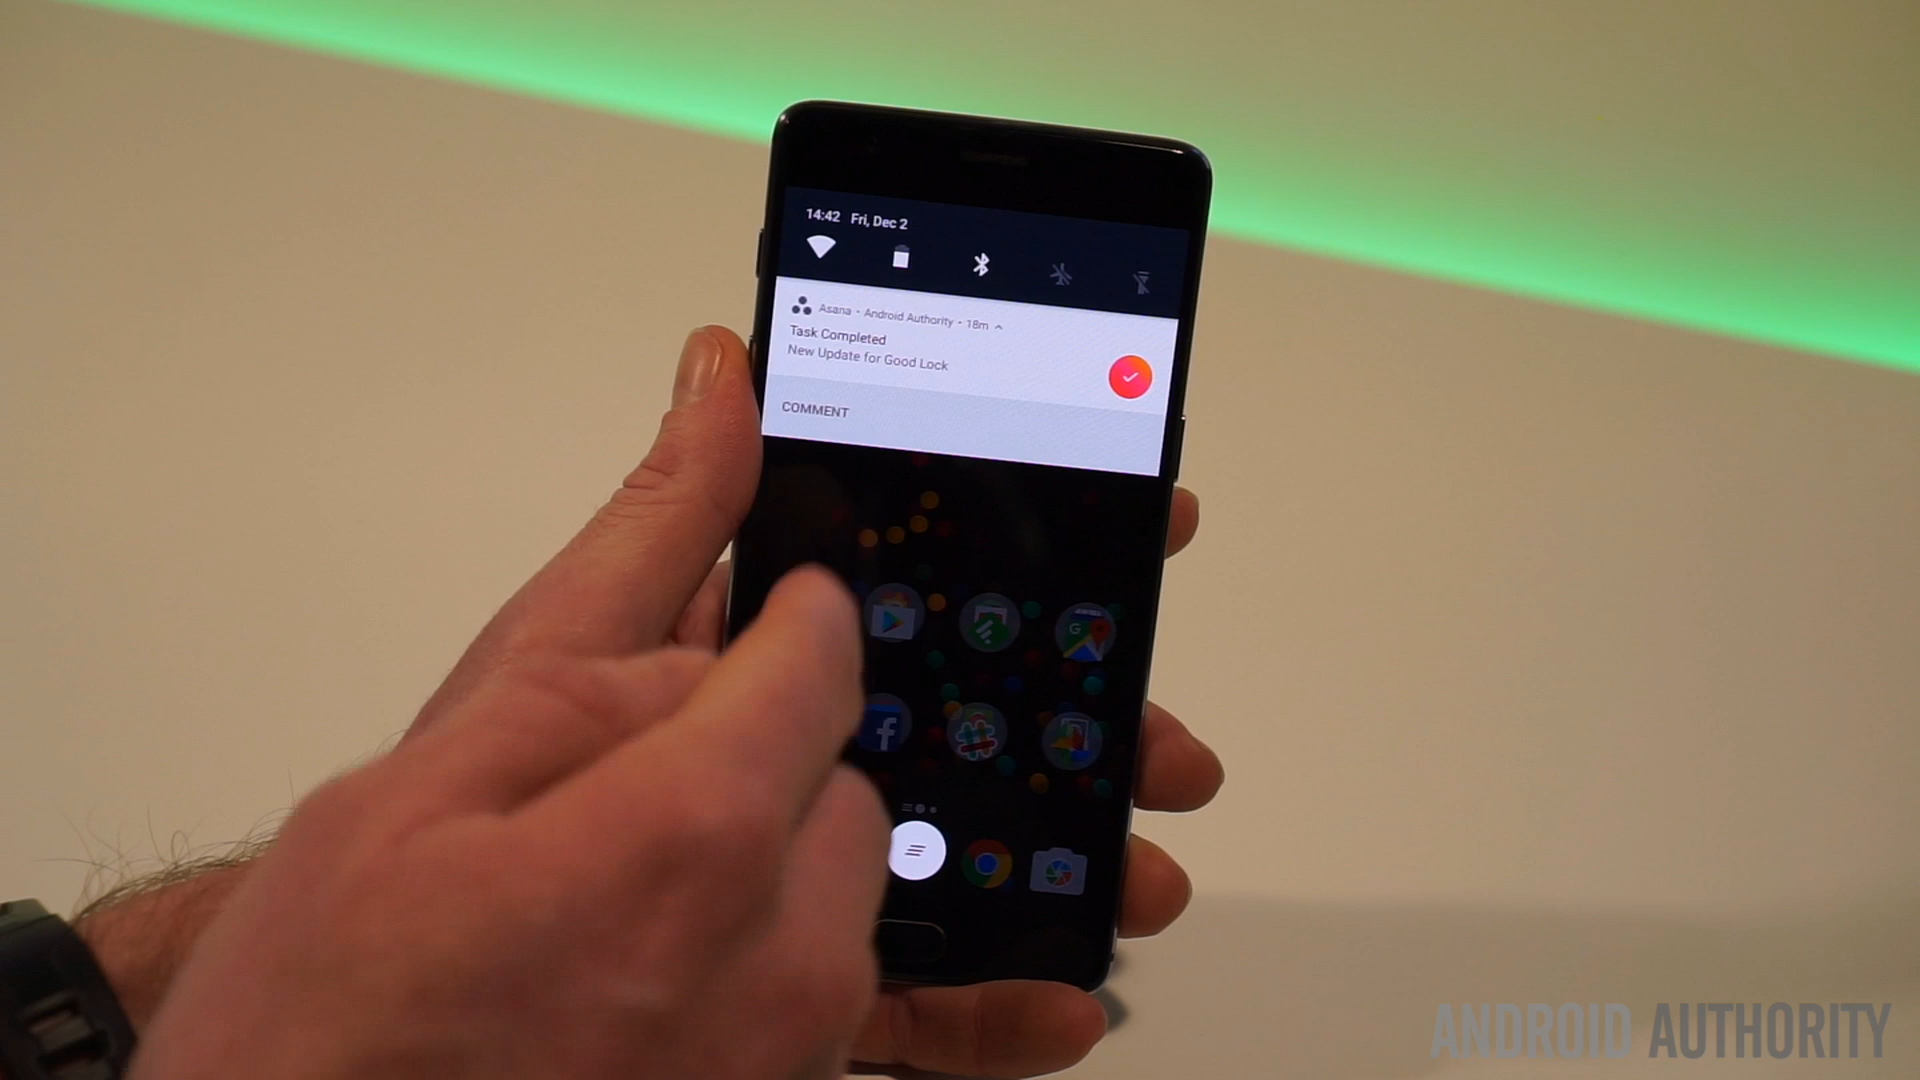 14:42 Fri, Dec 2
Asana • Android Authority • 18m
Task Completed
New Update for Good Lock
COMMENT
ANDROID AUTHORITY